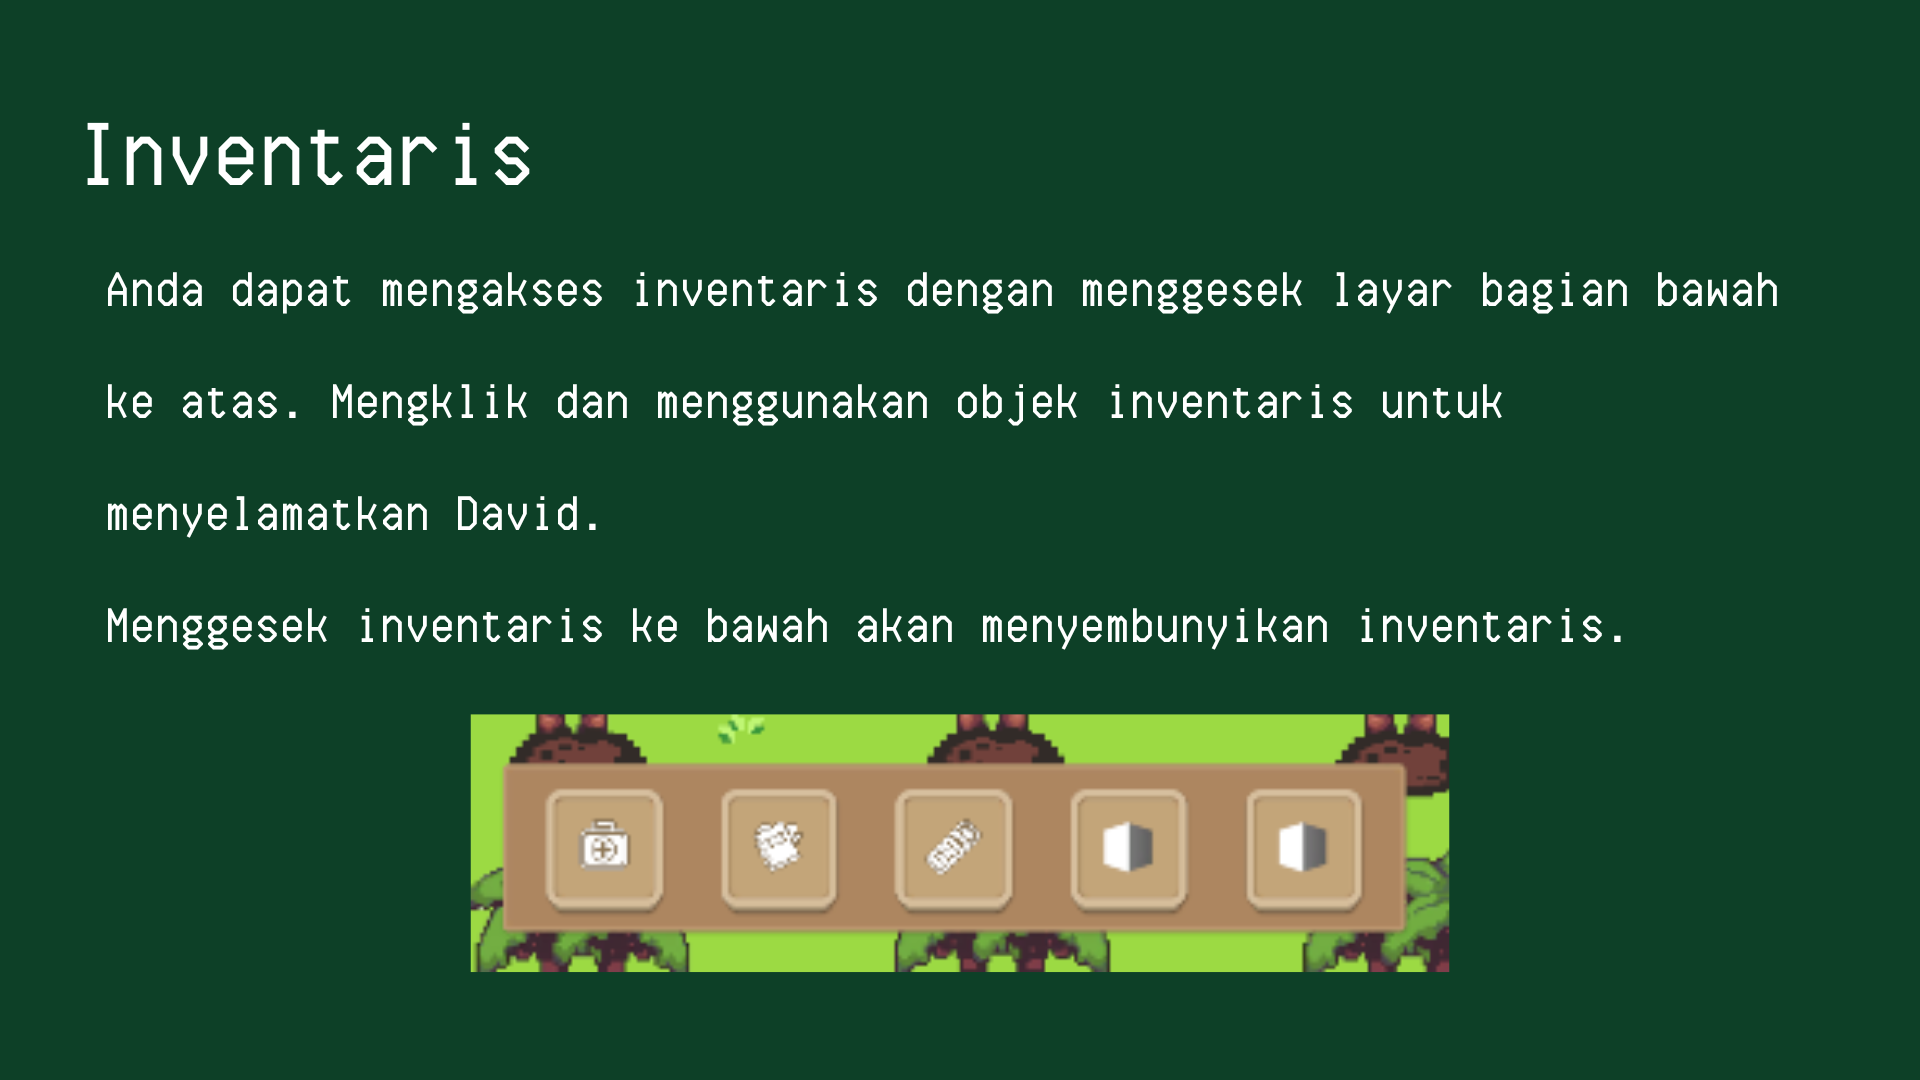 Inventaris
Anda dapat mengakses inventaris dengan menggesek layar bagian bawah
ke atas. Mengklik dan menggunakan objek inventaris untuk
menyelamatkan David.
Menggesek inventaris ke bawah akan menyembunyikan inventaris.